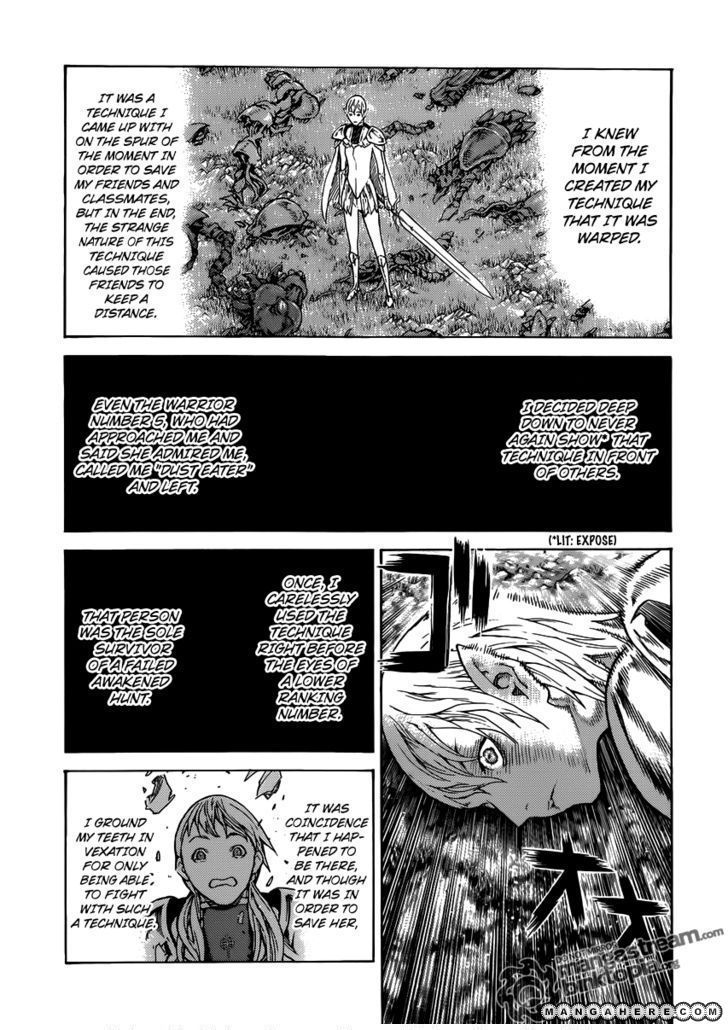 I KNEW
FROM THE
MOMENT I
CREATED MY
TECHNIQUE
THAT IT WAS
WARPED.
IT WAS A
TECHNIQUE I
CAME UP WITH
ON THE SPUR OF
THE MOMENT IN
ORDER TO SAVE
MY FRIENDS AND
CLASSMATES,
BUT IN THE END,
THE STRANGE
NATURE OF THIS
TECHNIQUE
CAUSED THOSE
FRIENDS TO
KEEP A
DISTANCE.
I DECIDED DEEP
DOWN TO NEVER
AGAIN SHOW* THAT
TECHNIQUE IN FRONT
OF OTHERS.
EVEN THE WARRIOR
NUMBER 5, WHO HAD
APPROACHED ME AND
SAID SHE ADMIRED ME,
CALLED ME "DUST EATER"
AND LEFT.
(*LIT: EXPOSE)
ゴ
オ
オ
ONCE, I
CARELESSLY
USED THE
TECHNIQUE
RIGHT BEFORE
THE EYES OF
A LOWER
RANKING
NUMBER.
THAT PERSON
WAS THE SOLE
SURVIVOR
OF A FAILED
AWAKENED
HUNT.
IT WAS
COINCIDENCE
THAT I HAP-
PENED TO
BE THERE, AND
THOUGH IT WAS IN
ORDER TO
SAVE HER,
I GROUND
MY TEETH IN
VEXATION
FOR ONLY
BEING ABLE
TO FIGHT
WITH SUCH
A TECHNIQUE.
mangastream.com
pinktopia.org
MANGAHERE.COM